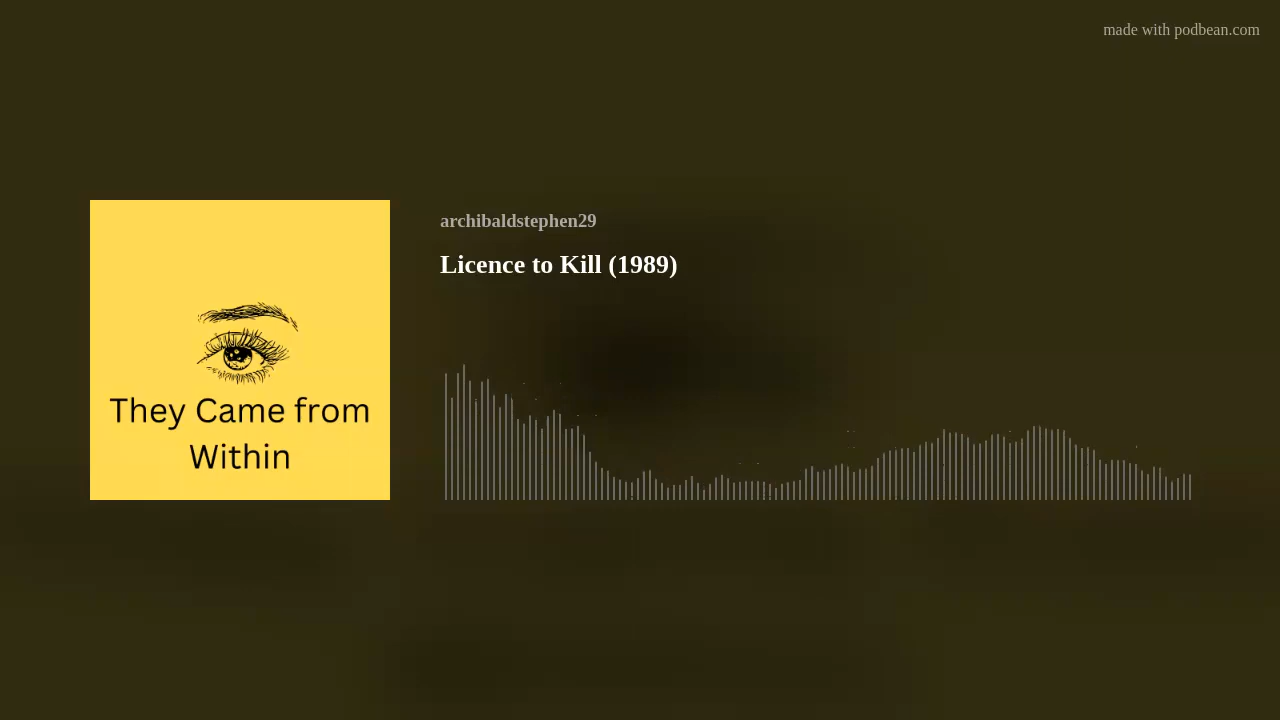 made with podbean.com
archibaldstephen29
Licence to Kill (1989)
They Came from
Within